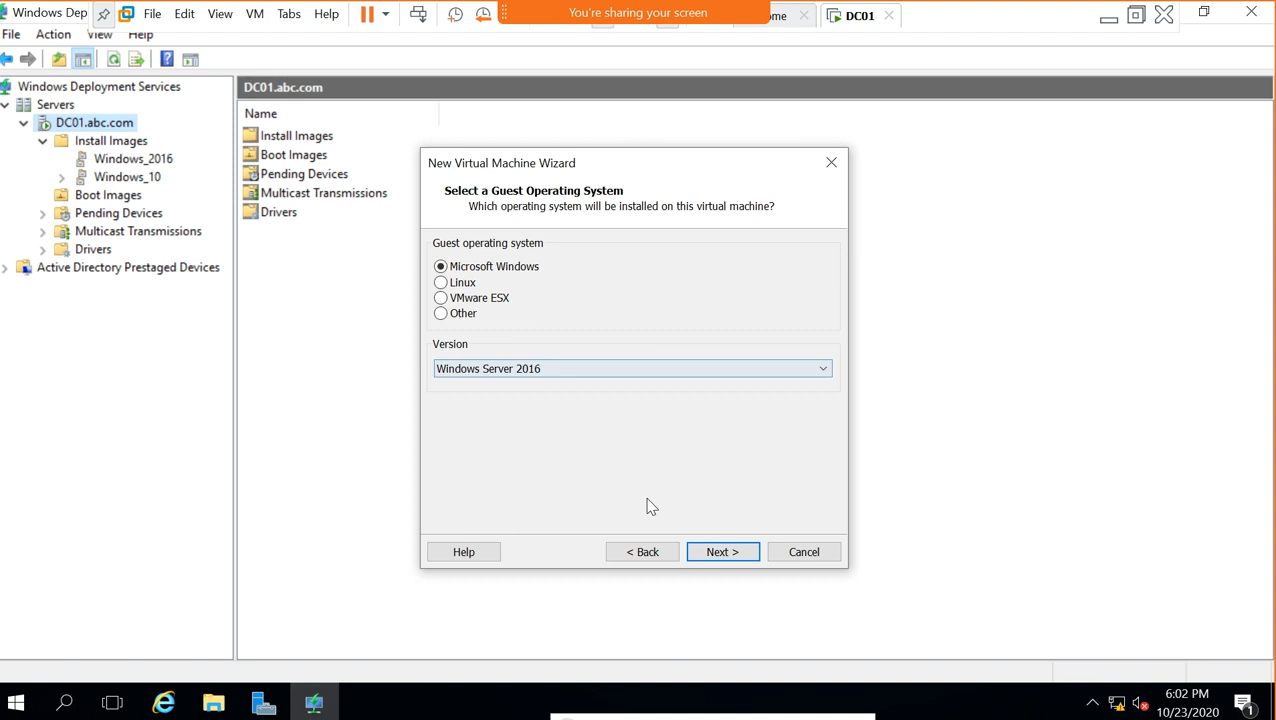 Windows Dep
File Edit View VM Tabs Help
You're sharing your screen
ome
DC01
File Action View Help
Windows Deployment Services
Servers
DC01.abc.com
Install Images
Windows_2016
Windows_10
Boot Images
Pending Devices
Multicast Transmissions
Drivers
Active Directory Prestaged Devices
DC01.abc.com
Name
Install Images
Boot Images
Pending Devices
Multicast Transmissions
Drivers
New Virtual Machine Wizard
Select a Guest Operating System
Which operating system will be installed on this virtual machine?
Guest operating system
Microsoft Windows
Linux
VMware ESX
Other
Version
Windows Server 2016
Help
< Back
Next >
Cancel
6:02 PM
10/23/2020
1